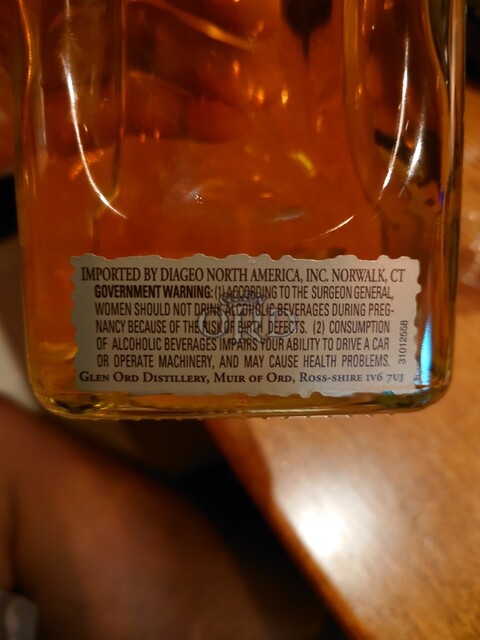 IMPORTED BY DIAGEO NORTH AMERICA, INC. NORWALK, CT
GOVERNMENT WARNING: (1) ACCORDING TO THE SURGEON GENERAL,
WOMEN SHOULD NOT DRINK ALCOHOLIC BEVERAGES DURING PREG-
NANCY BECAUSE OF THE RISK OF BIRTH DEFECTS. (2) CONSUMPTION
OF ALCOHOLIC BEVERAGES IMPAIRS YOUR ABILITY TO DRIVE A CAR
OR OPERATE MACHINERY, AND MAY CAUSE HEALTH PROBLEMS.
GLEN ORD DISTILLERY, MUIR OF ORD, ROSS-SHIRE IV6 7UJ
31012558